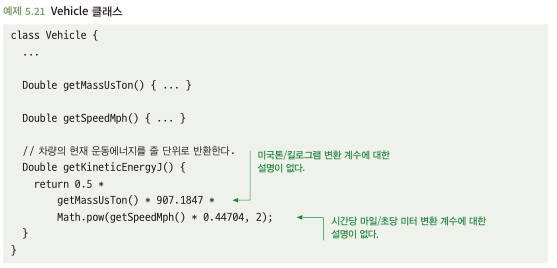 예제 5.21 Vehicle 클래스
class Vehicle {
...
Double getMassUsTon() { ... }
Double getSpeedMph() { ... }
// 차량의 현재 운동에너지를 줄 단위로 반환한다.
Double getKineticEnergyJ() {
return 0.5 *
getMassUsTon() * 907.1847 *
Math.pow(getSpeedMph() * 0.44704, 2);
}
}
미국톤/킬로그램 변환 계수에 대한
설명이 없다.
시간당 마일/초당 미터 변환 계수에 대한
설명이 없다.